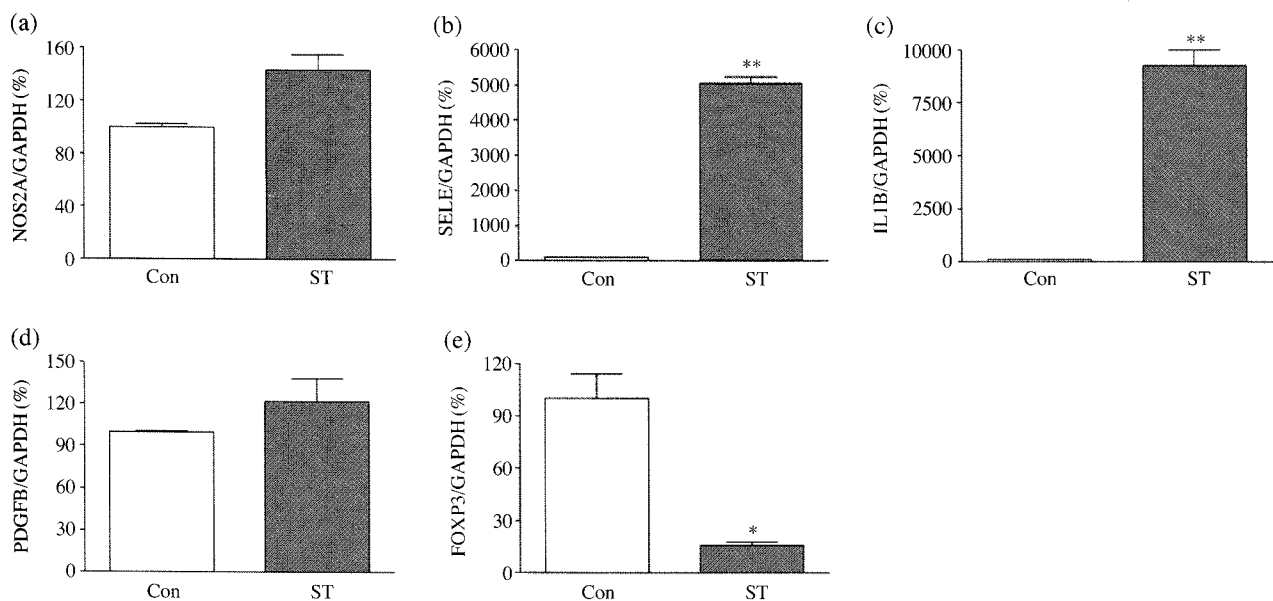 (a)
NOS2A/GAPDH (%)
160
120
80
40
0
Con
ST
(b)
SELE/GAPDH (%)
6000
5000
4000
3000
2000
1000
0
**
Con
ST
(c)
IL1B/GAPDH (%)
10000
7500
5000
2500
0
**
Con
ST
(d)
PDGFB/GAPDH (%)
150
120
90
60
30
0
Con
ST
(e)
FOXP3/GAPDH (%)
120
90
60
30
0
*
Con
ST